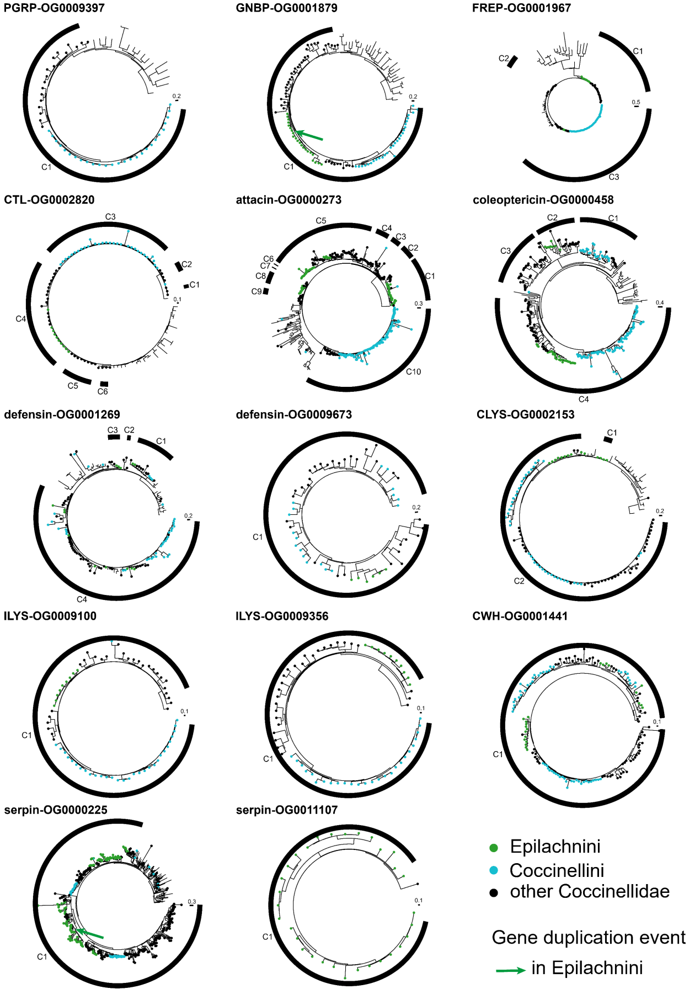 PGRP-OG0009397
GNBP-OG0001879
FREP-OG0001967
0.2
C1
0.2
C1
C1
C2
0.5
C3
CTL-OG0002820
attacin-OG0000273
coleoptericin-OG0000458
C3
C2
C1
0.1
C4
C5
C6
C5
C4
C3
C2
C1
C6
C7
C8
C9
0.3
C10
C2
C1
C3
0.4
C4
defensin-OG0001269
defensin-OG0009673
CLYS-OG0002153
C3
C2
C1
0.2
C4
0.2
C1
C1
0.2
C2
ILYS-OG0009100
ILYS-OG0009356
CWH-OG0001441
0.1
C1
0.1
C1
0.1
C1
serpin-OG0000225
serpin-OG0011107
0.3
C1
0.1
C1
Epilachnini
Coccinellini
other Coccinellidae
Gene duplication event
in Epilachnini